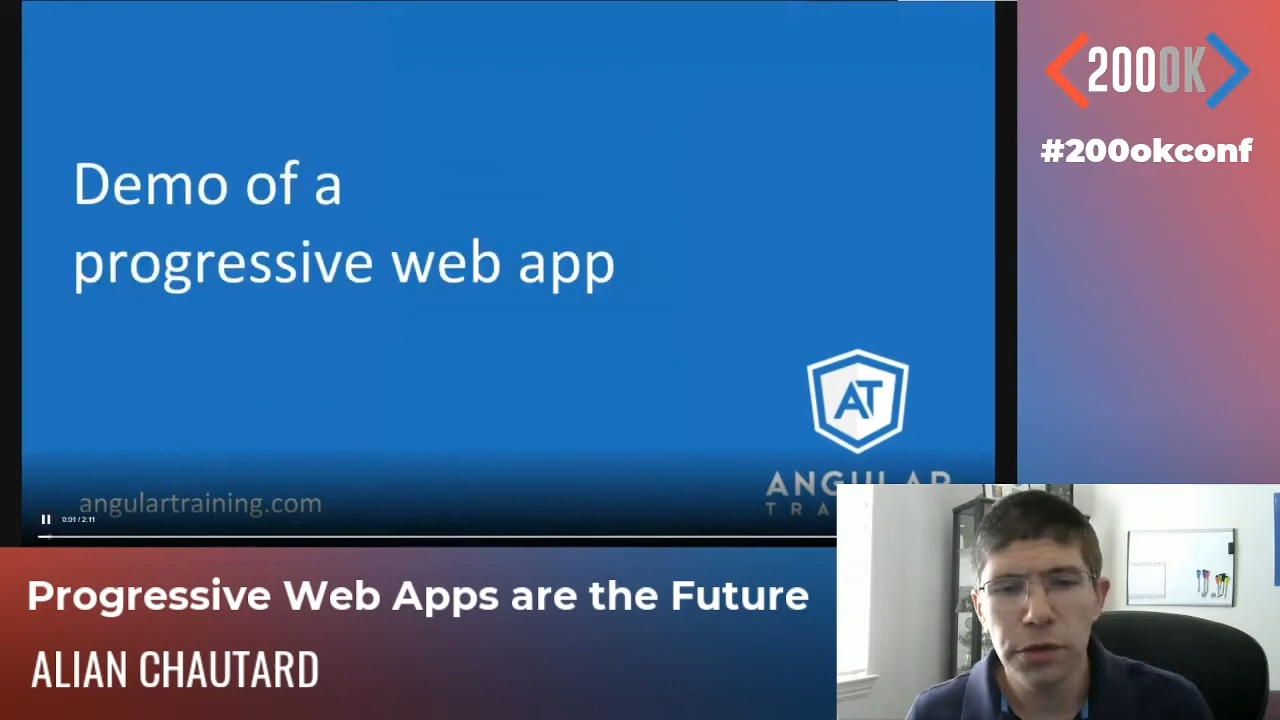 Demo of a
progressive web app
AT
ANGULAR
angulartraining.com
0:01 / 2:11
200OK
#200okconf
Progressive Web Apps are the Future
ALIAN CHAUTARD